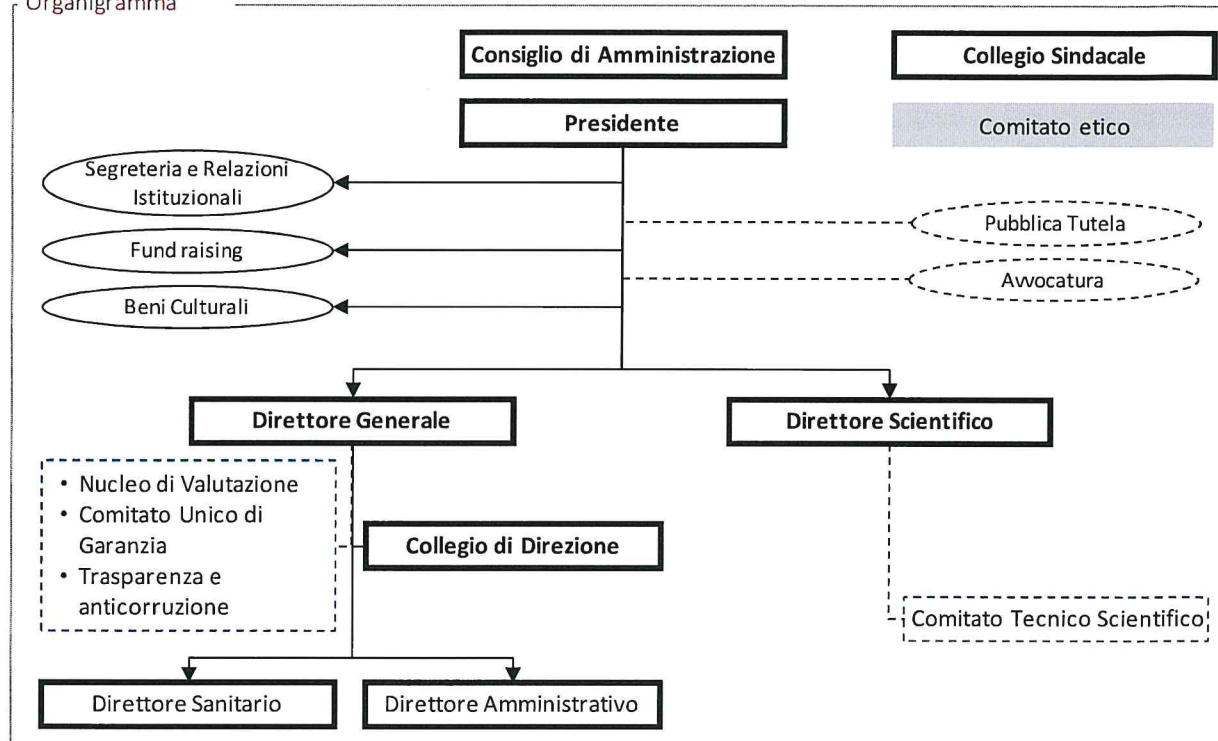 Organigramma
Consiglio di Amministrazione
Collegio Sindacale
Presidente
Comitato etico
Segreteria e Relazioni
Istituzionali
Pubblica Tutela
Fund raising
Avvocatura
Beni Culturali
Direttore Generale
Direttore Scientifico
• Nucleo di Valutazione
• Comitato Unico di
Garanzia
• Trasparenza e
anticorruzione
Collegio di Direzione
Comitato Tecnico Scientifico
Direttore Sanitario
Direttore Amministrativo